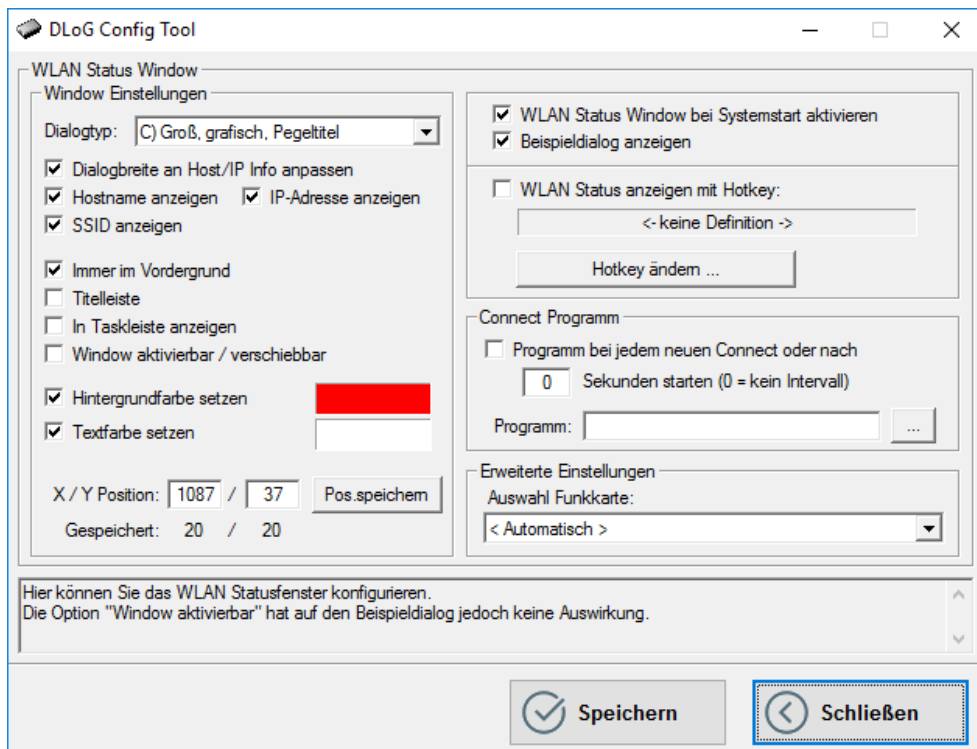 DLoG Config Tool
WLAN Status Window
Window Einstellungen
Dialogtyp: C) Groß, grafisch, Pegeltitel
Dialogbreite an Host/IP Info anpassen
Hostname anzeigen IP-Adresse anzeigen
SSID anzeigen
Immer im Vordergrund
Titelleiste
In Taskleiste anzeigen
Window aktivierbar / verschiebbar
Hintergrundfarbe setzen
Textfarbe setzen
X / Y Position: 1087 / 37 Pos.speichern
Gespeichert: 20 / 20
WLAN Status Window bei Systemstart aktivieren
Beispieldialog anzeigen
WLAN Status anzeigen mit Hotkey:
<- keine Definition ->
Hotkey ändern ...
Connect Programm
Programm bei jedem neuen Connect oder nach
0 Sekunden starten (0 = kein Intervall)
Programm: ...
Erweiterte Einstellungen
Auswahl Funkkarte:
< Automatisch >
Hier können Sie das WLAN Statusfenster konfigurieren.
Die Option "Window aktivierbar" hat auf den Beispieldialog jedoch keine Auswirkung.
Speichern Schließen